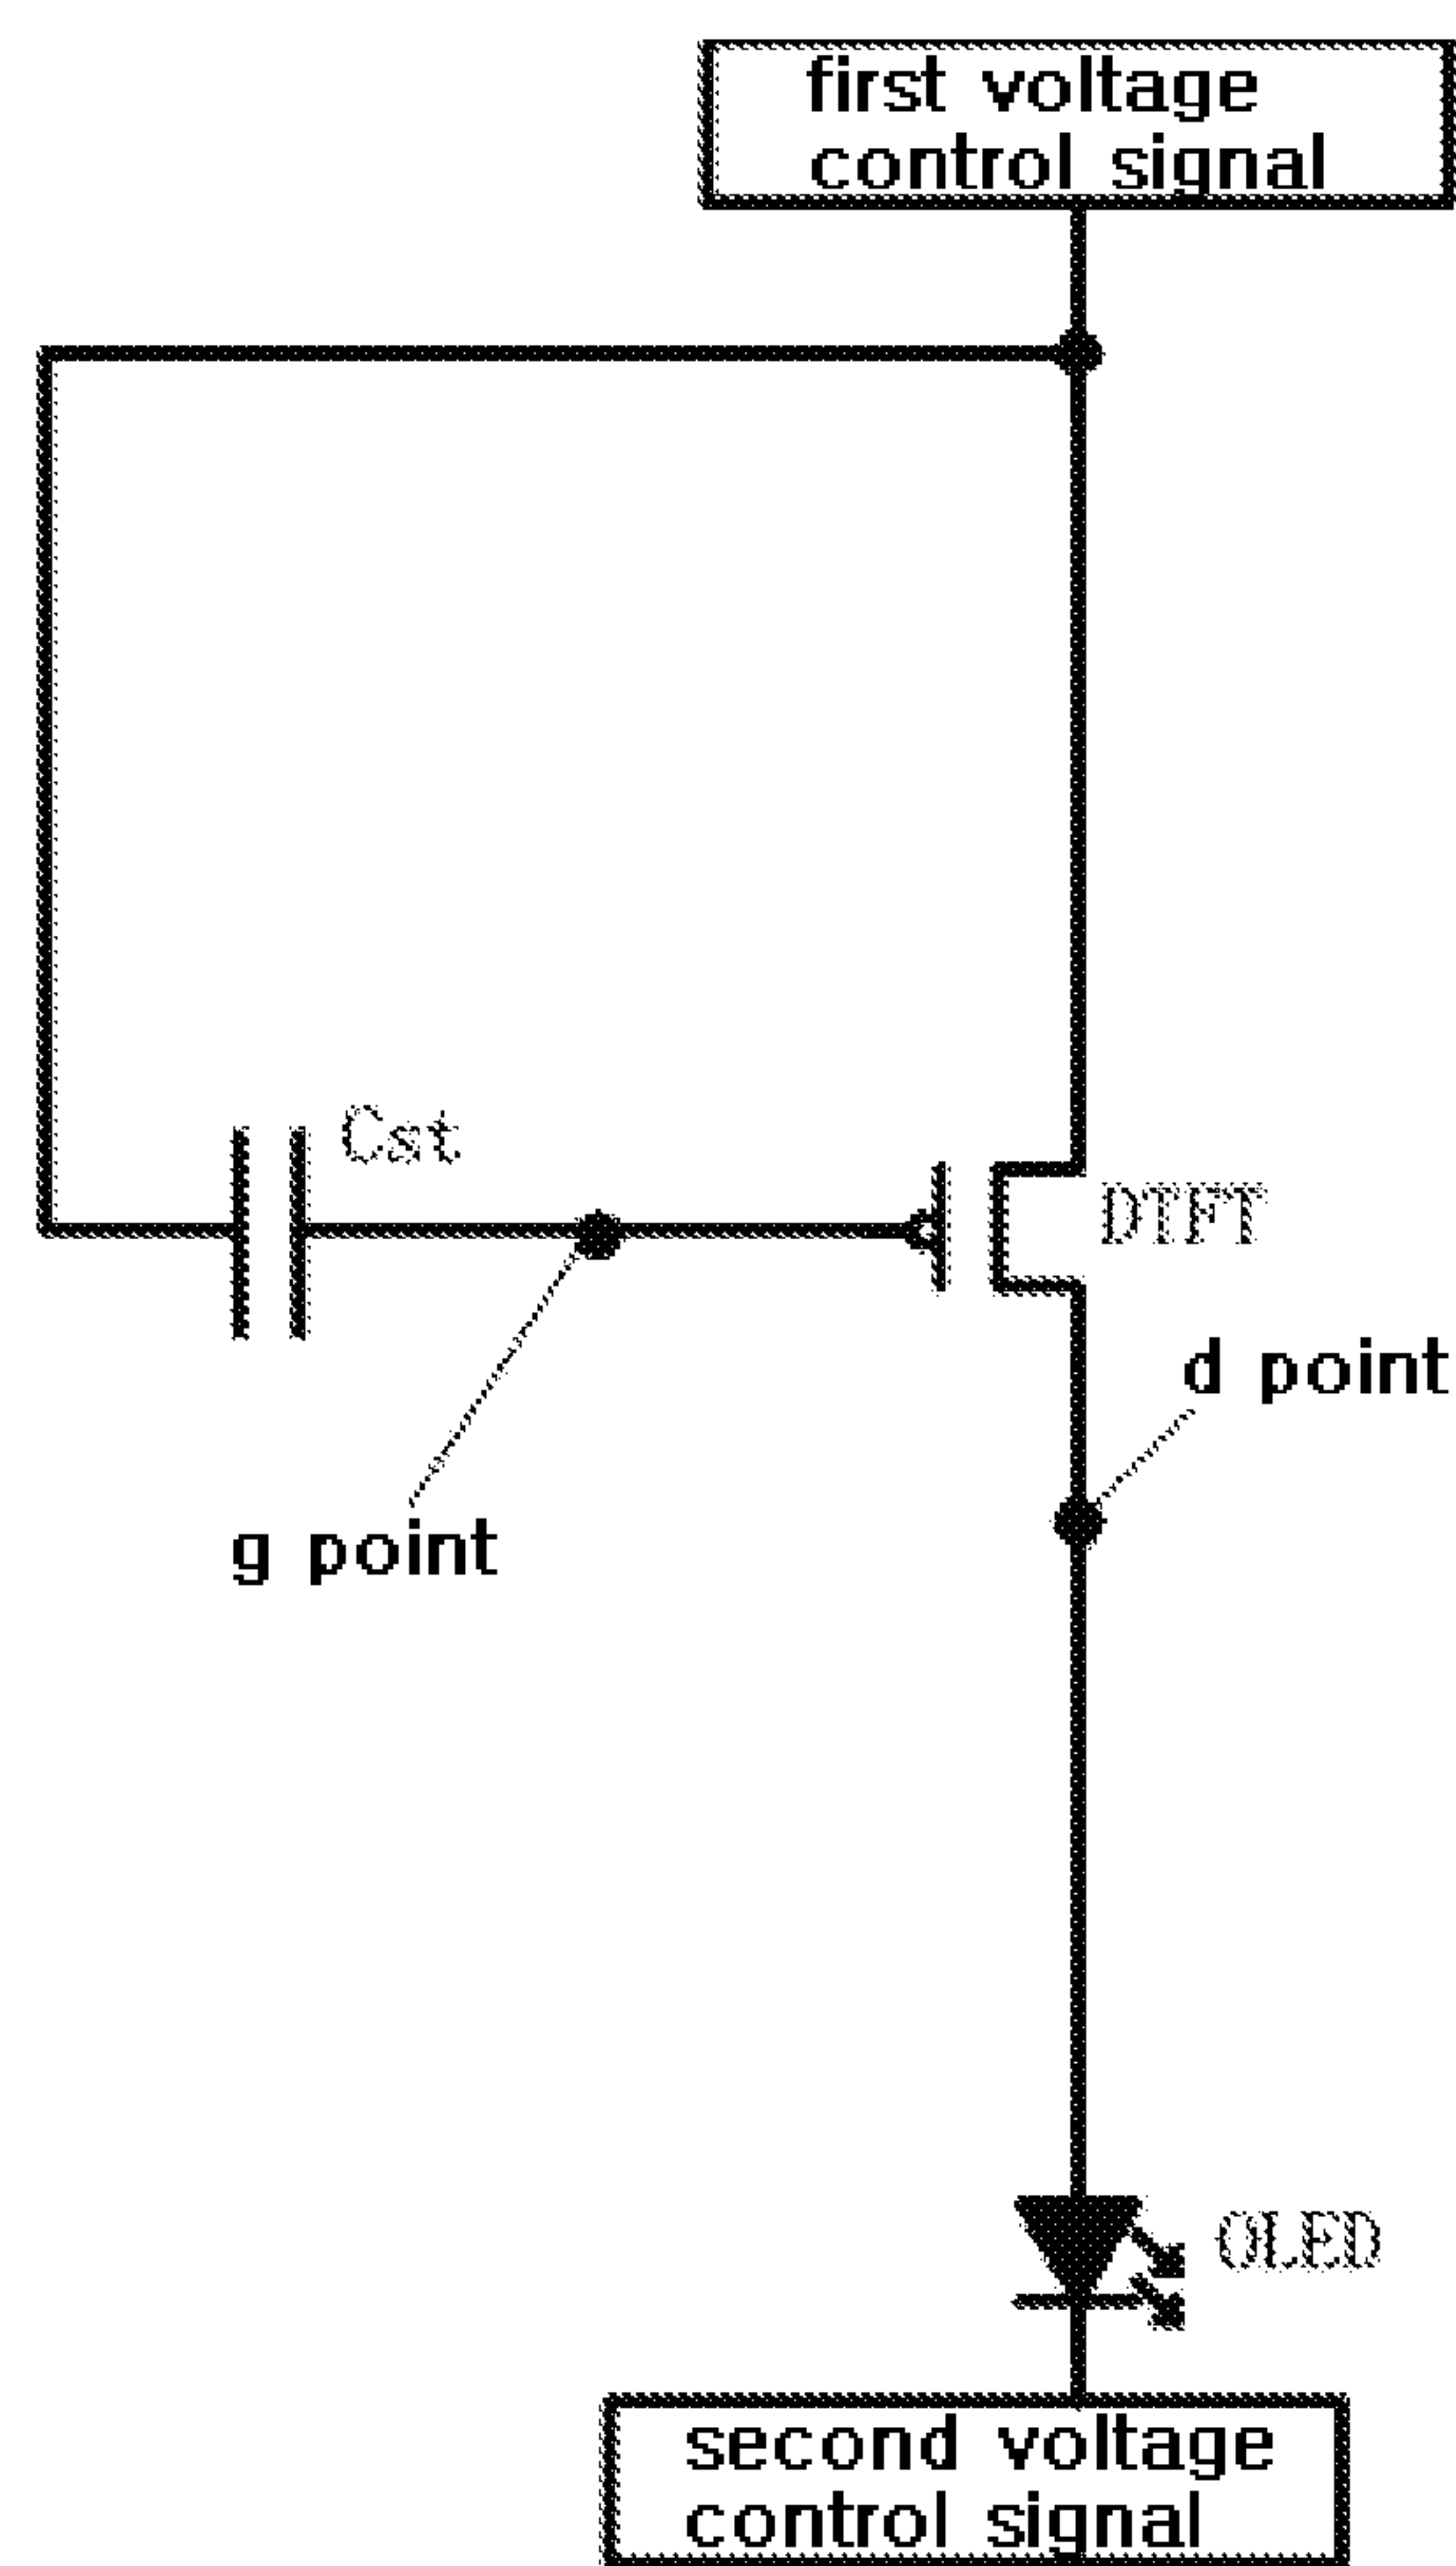 first voltage
control signal
Cst
DTFT
d point
g point
OLED
second voltage
control signal